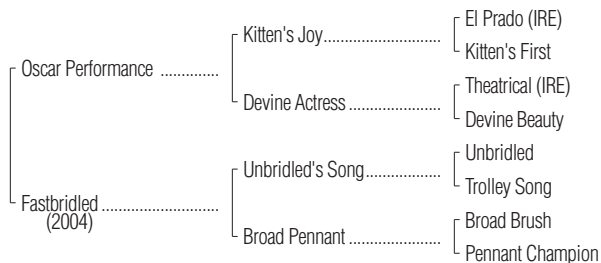 El Prado (IRE)
Kitten's Joy........................................
Kitten's First
Oscar Performance ..............
Theatrical (IRE)
Devine Actress ......................
Devine Beauty
Unbridled
Unbridled's Song..................
Trolley Song
Fastbridled ............................
(2004)
Broad Brush
Broad Pennant ......................
Pennant Champion